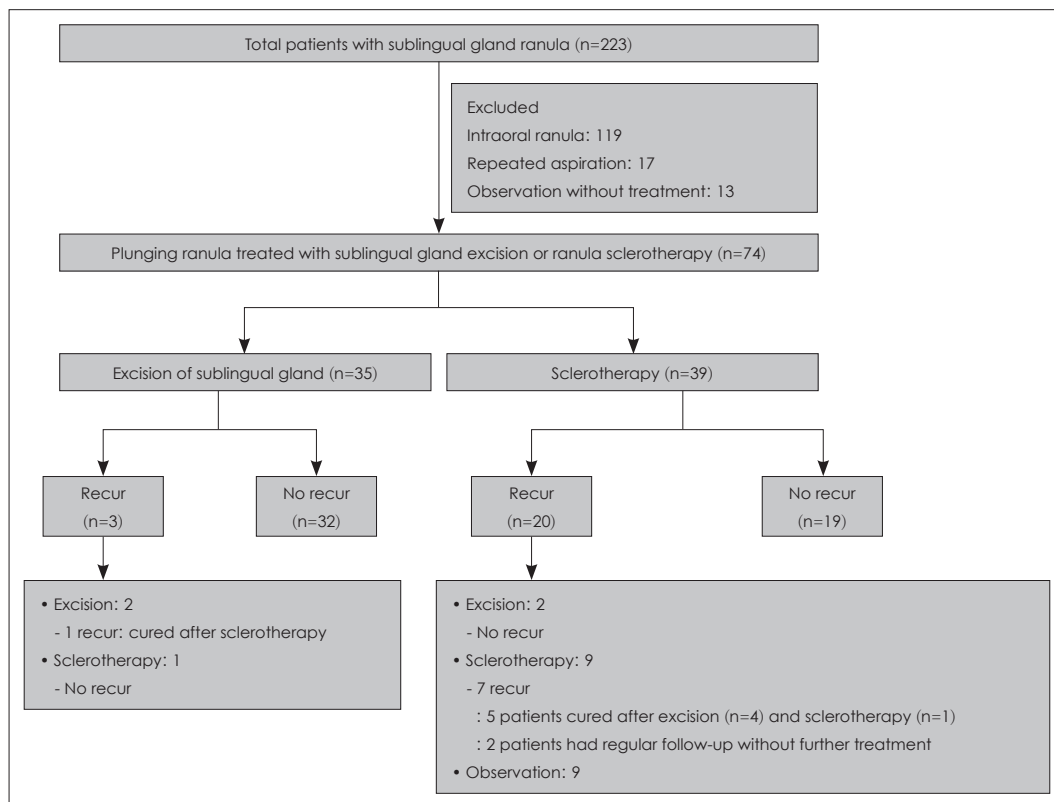 Total patients with sublingual gland ranula (n=223)
Excluded
Intraoral ranula: 119
Repeated aspiration: 17
Observation without treatment: 13
Plunging ranula treated with sublingual gland excision or ranula sclerotherapy (n=74)
Excision of sublingual gland (n=35)
Sclerotherapy (n=39)
Recur
(n=3)
No recur
(n=32)
Recur
(n=20)
No recur
(n=19)
• Excision: 2
- 1 recur: cured after sclerotherapy
• Sclerotherapy: 1
- No recur
• Excision: 2
- No recur
• Sclerotherapy: 9
- 7 recur
: 5 patients cured after excision (n=4) and sclerotherapy (n=1)
: 2 patients had regular follow-up without further treatment
• Observation: 9